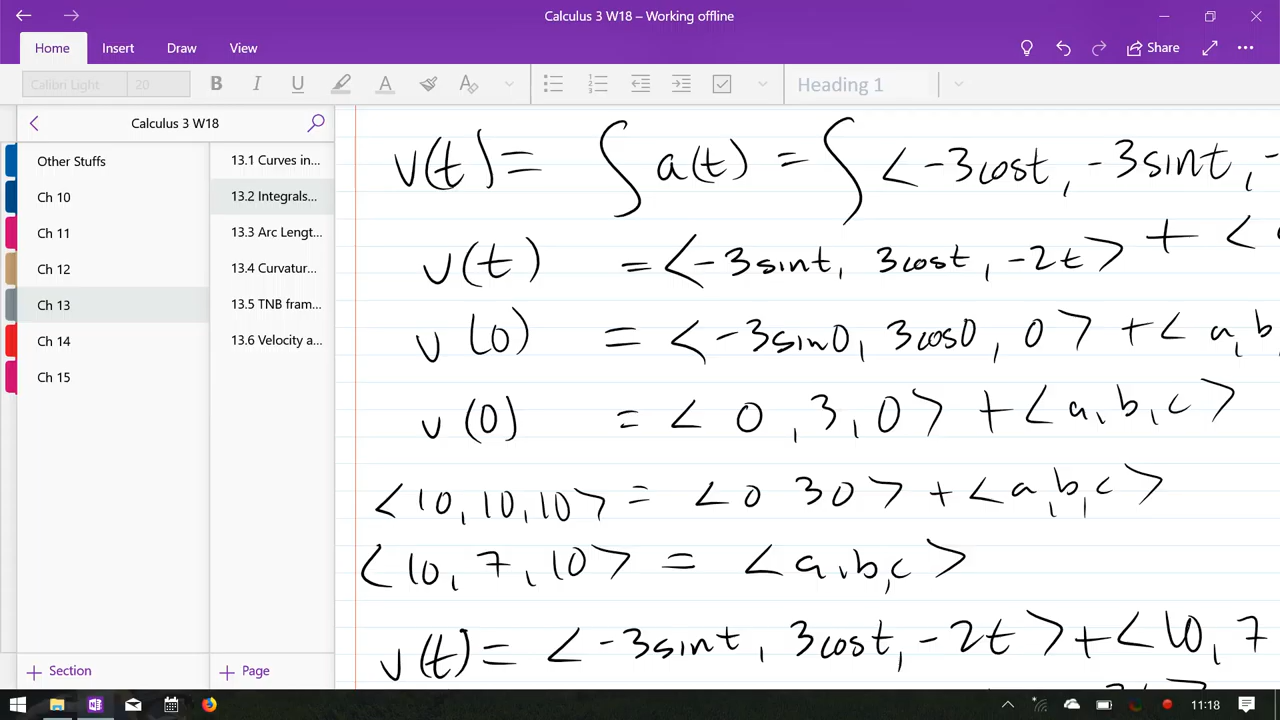 Calculus 3 W18 – Working offline
Home Insert Draw View
Share
Calibri Light 20 B I U A Heading 1
Calculus 3 W18
Other Stuffs
Ch 10
Ch 11
Ch 12
Ch 13
Ch 14
Ch 15
13.1 Curves in...
13.2 Integrals...
13.3 Arc Lengt...
13.4 Curvatur...
13.5 TNB fram...
13.6 Velocity a...
Section
Page
v(t) = ∫ a(t) = ∫ <-3cost, -3sint, -
v(t) = <-3sint, 3cost, -2t> + <
v(0) = <-3sin0, 3cos0, 0> + <a, b,
v(0) = <0, 3, 0> + <a, b, c>
<10, 10, 10> = <0 3 0> + <a, b, c>
<10, 7, 10> = <a, b, c>
v(t) = <-3sint, 3cost, -2t> + <10, 7
11:18